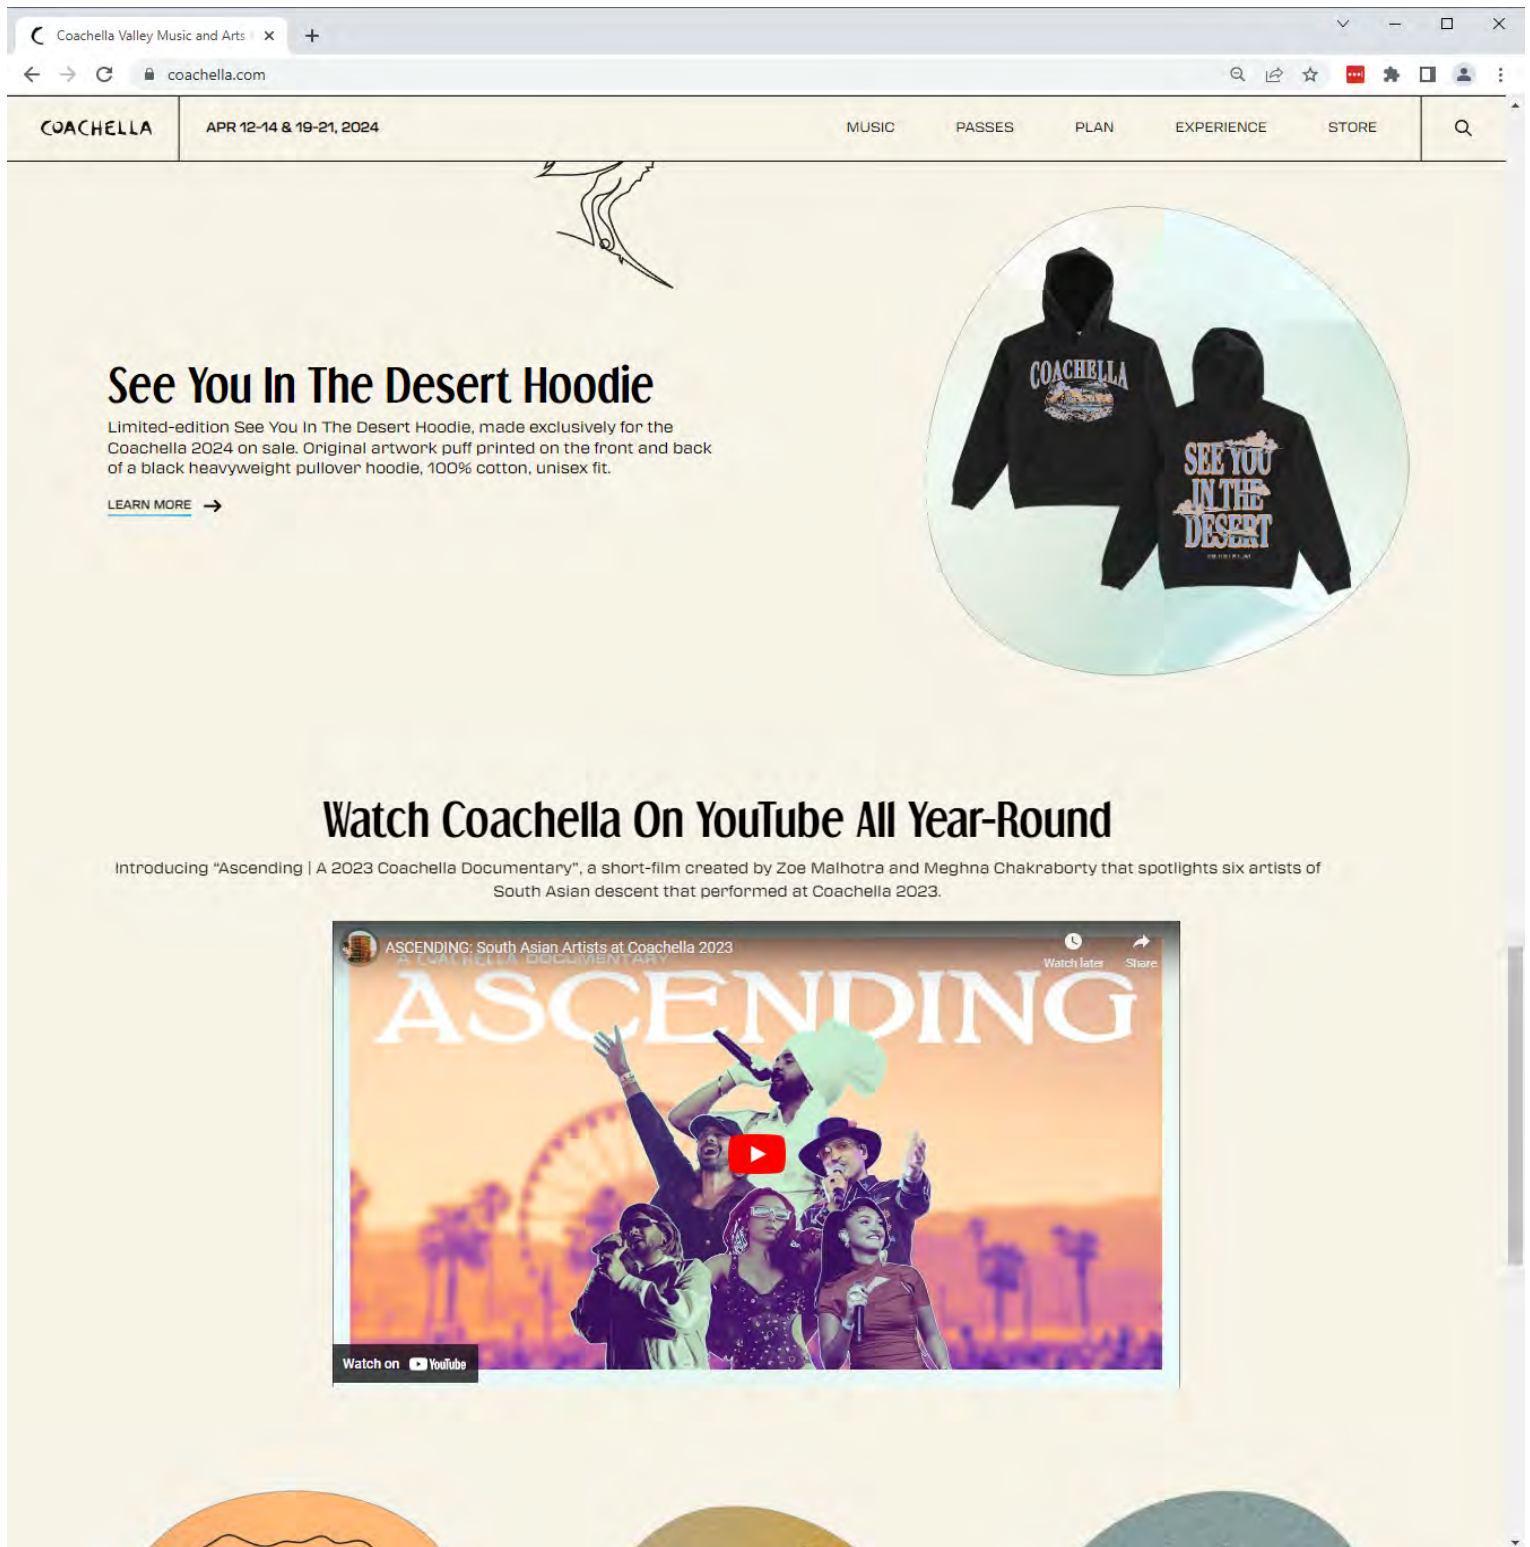 Coachella Valley Music and Arts
coachella.com
COACHELLA
APR 12-14 & 19-21, 2024
MUSIC
PASSES
PLAN
EXPERIENCE
STORE
COACHELLA
SEE YOU
IN THE
DESERT
See You In The Desert Hoodie
Limited-edition See You In The Desert Hoodie, made exclusively for the
Coachella 2024 on sale. Original artwork puff printed on the front and back
of a black heavyweight pullover hoodie, 100% cotton, unisex fit.
LEARN MORE
Watch Coachella On YouTube All Year-Round
Introducing “Ascending | A 2023 Coachella Documentary”, a short-film created by Zoe Malhotra and Meghna Chakraborty that spotlights six artists of
South Asian descent that performed at Coachella 2023.
ASCENDING: South Asian Artists at Coachella 2023
Watch later
Share
A COACHELLA DOCUMENTARY
ASCENDING
Watch on YouTube